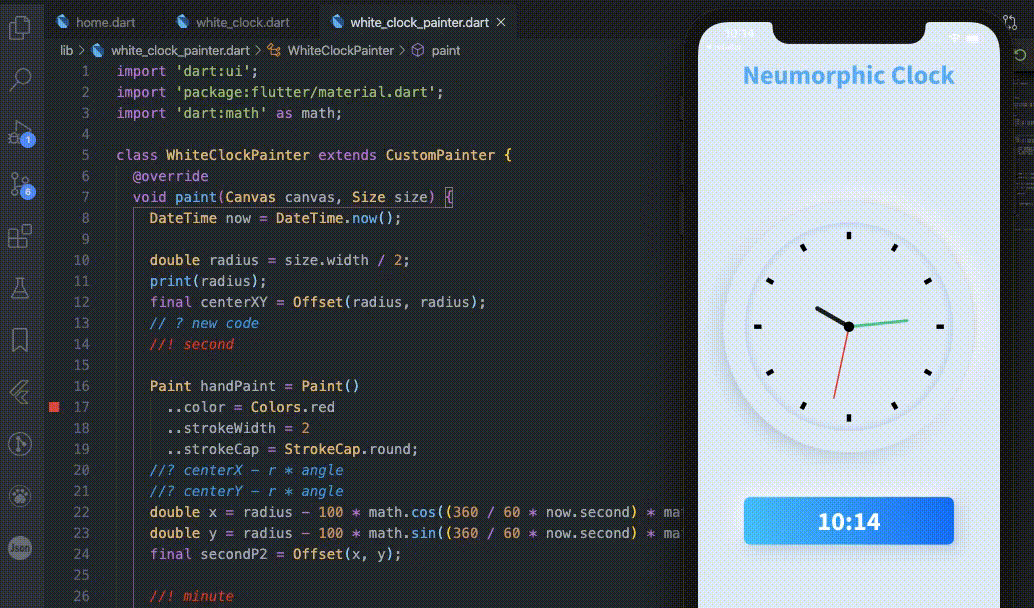 home.dart
white_clock.dart
white_clock_painter.dart
lib > white_clock_painter.dart > WhiteClockPainter > paint
1 import 'dart:ui';
2 import 'package:flutter/material.dart';
3 import 'dart:math' as math;
4
5 class WhiteClockPainter extends CustomPainter {
6 @override
7 void paint(Canvas canvas, Size size) {
8 DateTime now = DateTime.now();
9
10 double radius = size.width / 2;
11 print(radius);
12 final centerXY = Offset(radius, radius);
13 // ? new code
14 //! second
15
16 Paint handPaint = Paint()
17 ..color = Colors.red
18 ..strokeWidth = 2
19 ..strokeCap = StrokeCap.round;
20 //? centerX - r * angle
21 //? centerY - r * angle
22 double x = radius - 100 * math.cos((360 / 60 * now.second) * ma
23 double y = radius - 100 * math.sin((360 / 60 * now.second) * ma
24 final secondP2 = Offset(x, y);
25
26 //! minute
1
6
Json
10:14
Neumorphic Clock
10:14